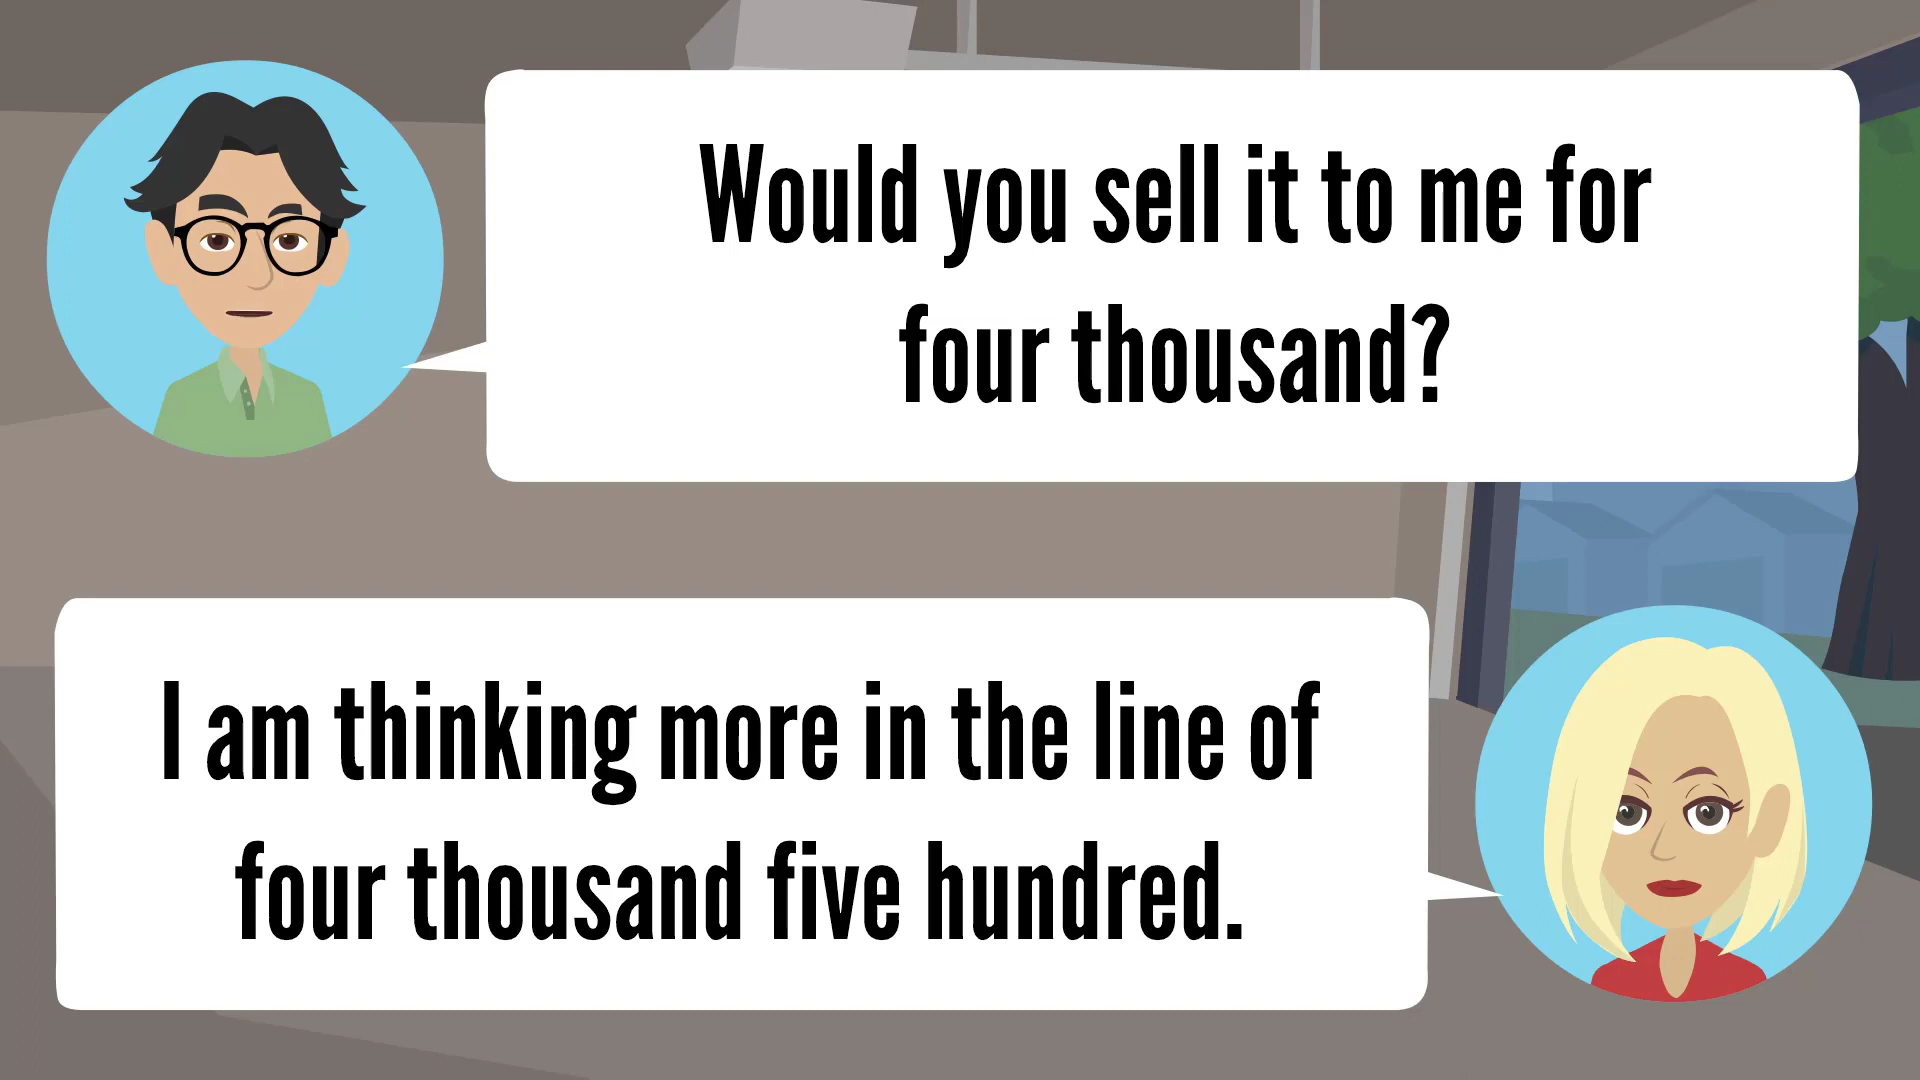 Would you sell it to me for
four thousand?
I am thinking more in the line of
four thousand five hundred.